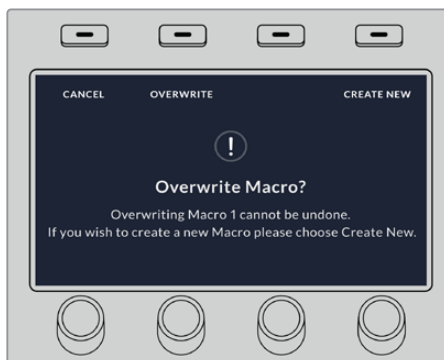 CANCEL OVERWRITE CREATE NEW
!
Overwrite Macro?
Overwriting Macro 1 cannot be undone.
If you wish to create a new Macro please choose Create New.